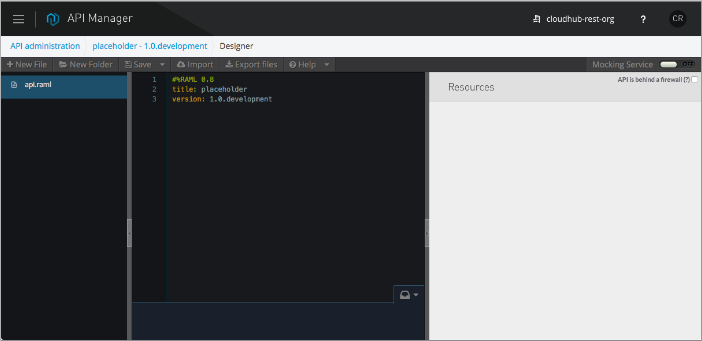 API Manager cloudhub-rest-org ? CR
API administration placeholder - 1.0.development Designer
New File New Folder Save Import Export files Help Mocking Service OFF
api.raml
1 #%RAML 0.8
2 title: placeholder
3 version: 1.0.development
API is behind a firewall (?)
Resources